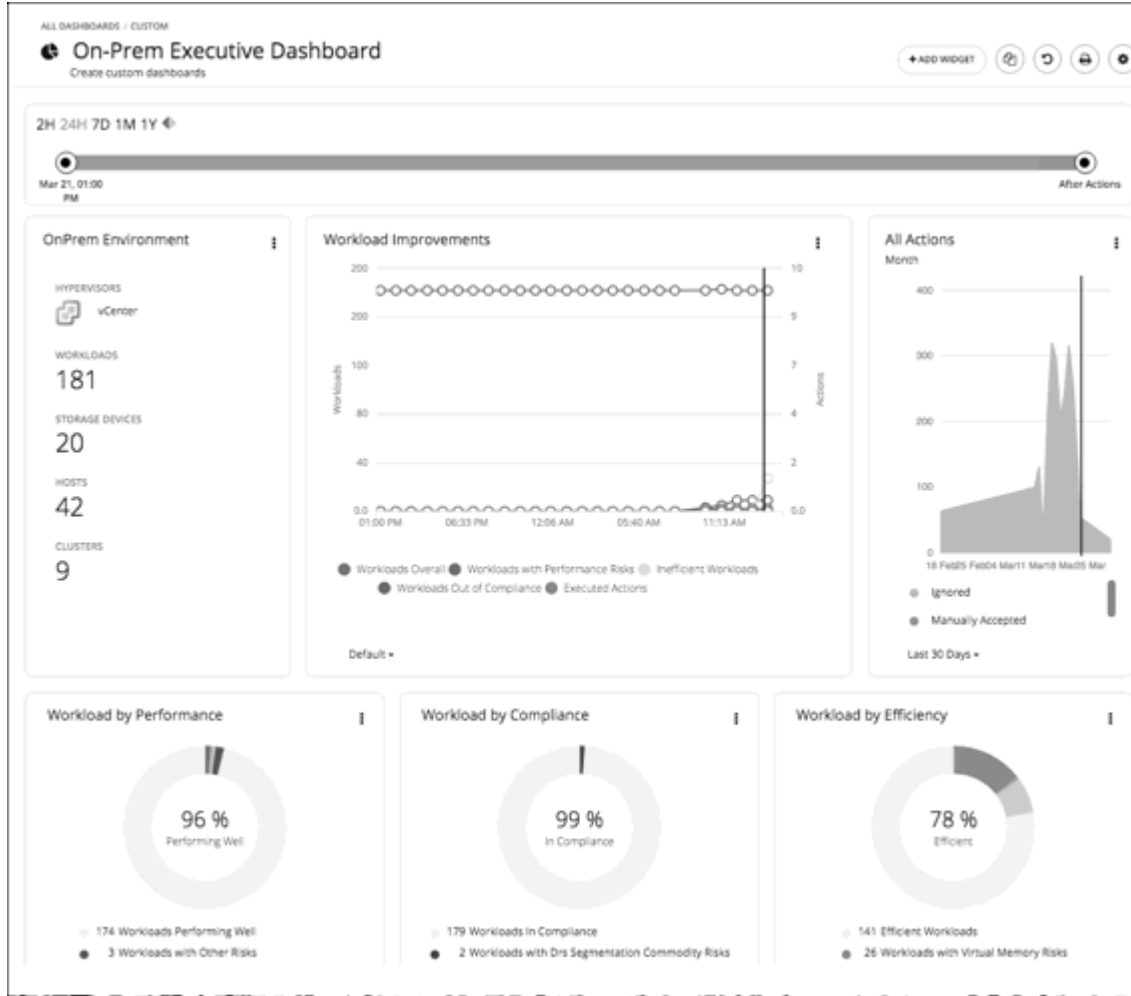 ALL DASHBOARDS / CUSTOM
On-Prem Executive Dashboard
Create custom dashboards
+ ADD WIDGET
2H 24H 7D 1M 1Y
Mar 21, 01:00
PM
After Actions
OnPrem Environment
HYPERVISORS
vCenter
WORKLOADS
181
STORAGE DEVICES
20
HOSTS
42
CLUSTERS
9
Workload Improvements
200
10
200
9
100
7
80
4
40
2
0.0
0.0
Workloads
Actions
01:00 PM 06:33 PM 12:06 AM 05:40 AM 11:13 AM
Workloads Overall Workloads with Performance Risks Inefficient Workloads
Workloads Out of Compliance Executed Actions
Default
All Actions
Month
400
300
200
100
0
18 Feb25 Feb04 Mar11 Mar18 Mar25 Mar
Ignored
Manually Accepted
Last 30 Days
Workload by Performance
96 %
Performing Well
174 Workloads Performing Well
3 Workloads with Other Risks
Workload by Compliance
99 %
In Compliance
179 Workloads In Compliance
2 Workloads with Drs Segmentation Commodity Risks
Workload by Efficiency
78 %
Efficient
141 Efficient Workloads
26 Workloads with Virtual Memory Risks